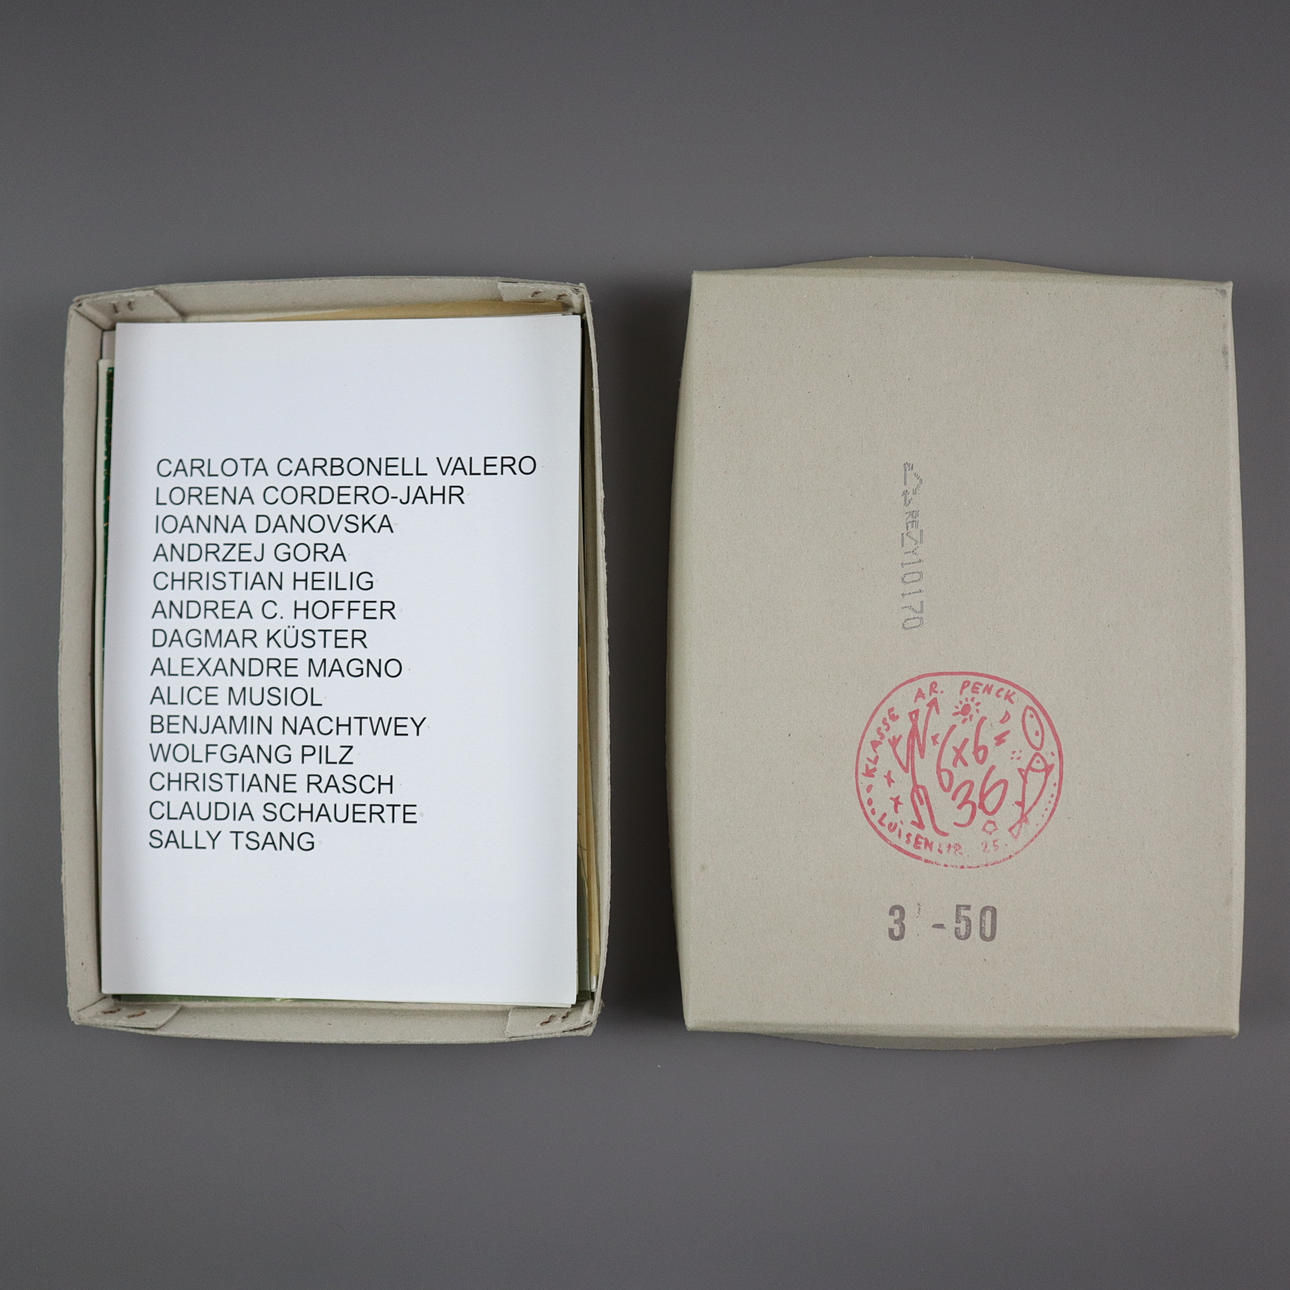 CARLOTA CARBONELL VALERO
LORENA CORDERO-JAHR
IOANNA DANOVSKA
ANDRZEJ GORA
CHRISTIAN HEILIG
ANDREA C. HOFFER
DAGMAR KÜSTER
ALEXANDRE MAGNO
ALICE MUSIOL
BENJAMIN NACHTWEY
WOLFGANG PILZ
CHRISTIANE RASCH
CLAUDIA SCHAUERTE
SALLY TSANG
REZY10170
KLASSE AR. PENCK
6x6
36
LUiSENSTR. 25.
3 -50